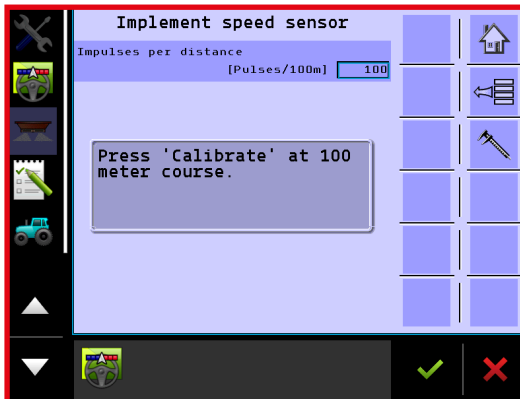 Implement speed sensor
Impulses per distance
[Pulses/100m] 100
Press 'Calibrate' at 100
meter course.